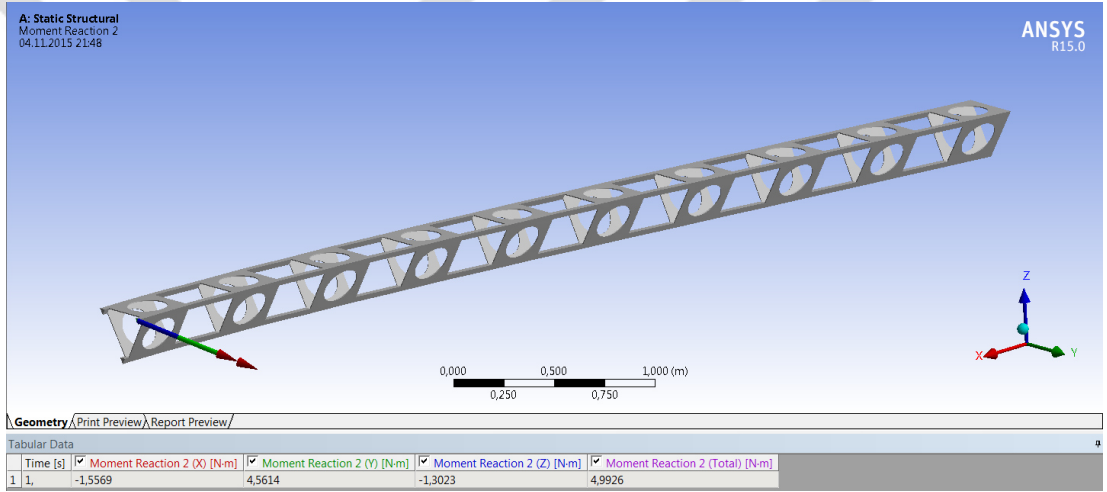 A: Static Structural
Moment Reaction 2
04.11.2015 21:48
ANSYS
R15.0
Z
X
Y
0,000 0,500 1,000 (m)
0,250 0,750
Geometry Print Preview Report Preview
Tabular Data
Time [s] Moment Reaction 2 (X) [N·m] Moment Reaction 2 (Y) [N·m] Moment Reaction 2 (Z) [N·m] Moment Reaction 2 (Total) [N·m]
1 1, -1,5569 4,5614 -1,3023 4,9926